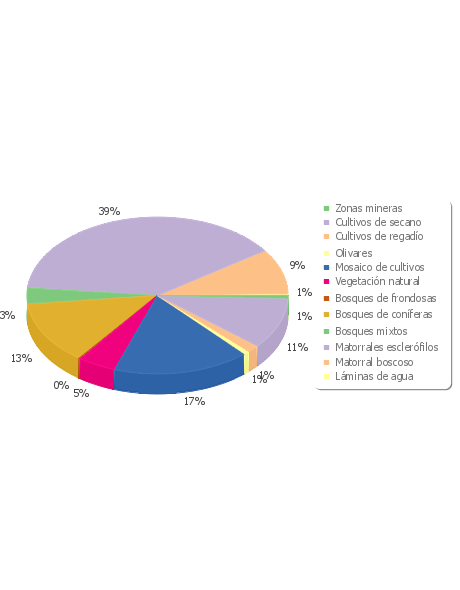 39%
9%
1%
1%
11%
1%
1%
17%
5%
0%
13%
3%
Zonas mineras
Cultivos de secano
Cultivos de regadío
Olivares
Mosaico de cultivos
Vegetación natural
Bosques de frondosas
Bosques de coníferas
Bosques mixtos
Matorrales esclerófilos
Matorral boscoso
Láminas de agua